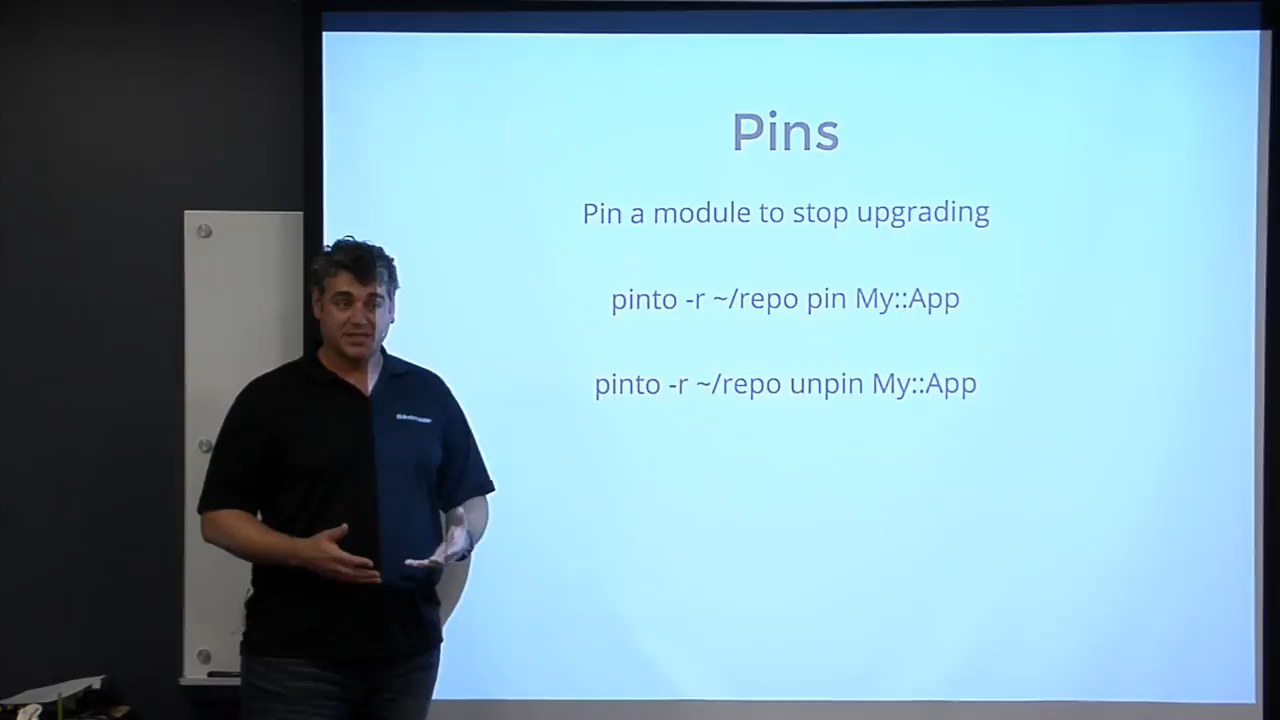 Pins
Pin a module to stop upgrading
pinto -r ~/repo pin My::App
pinto -r ~/repo unpin My::App